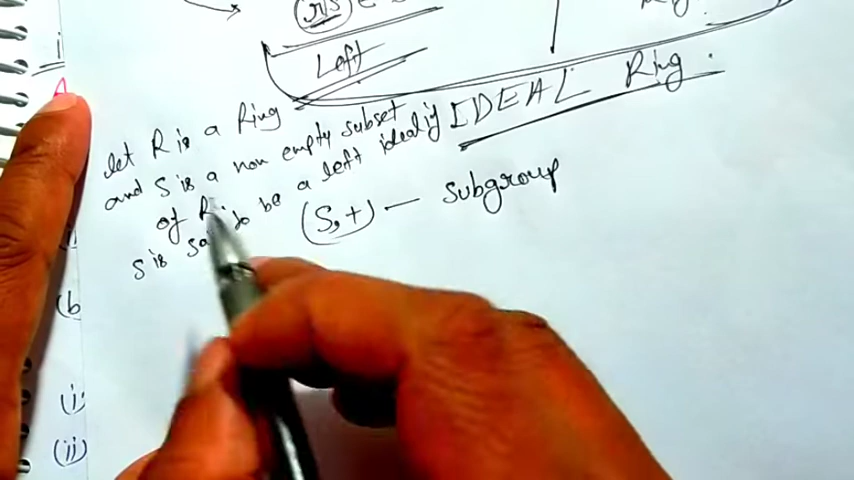 Left
IDEAL Ring.
let R is a Ring
and S is a non empty subset
of R.
S is said to be a left ideal if
(S, +) — subgroup
i
A
(b
(i)
(ii)